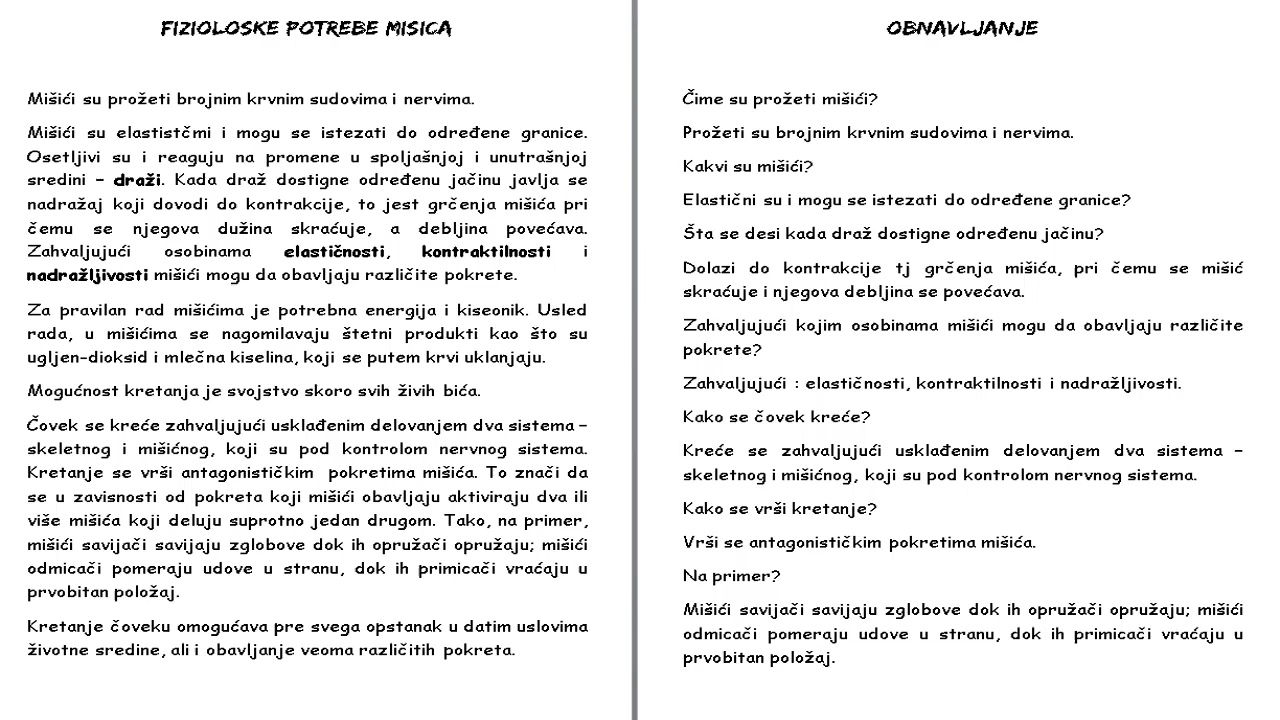 FIZIOLOSKE POTREBE MISICA
Mišići su prožeti brojnim krvnim sudovima i nervima.
Mišići su elastistčmi i mogu se istezati do određene granice.
Osetljivi su i reaguju na promene u spoljašnjoj i unutrašnjoj
sredini – draži. Kada draž dostigne određenu jačinu javlja se
nadražaj koji dovodi do kontrakcije, to jest grčenja mišića pri
čemu se njegova dužina skraćuje, a debljina povećava.
Zahvaljujući osobinama elastičnosti, kontraktilnosti i
nadražljivosti mišići mogu da obavljaju različite pokrete.
Za pravilan rad mišićima je potrebna energija i kiseonik. Usled
rada, u mišićima se nagomilavaju štetni produkti kao što su
ugljen-dioksid i mlečna kiselina, koji se putem krvi uklanjaju.
Mogućnost kretanja je svojstvo skoro svih živih bića.
Čovek se kreće zahvaljujući usklađenim delovanjem dva sistema –
skeletnog i mišićnog, koji su pod kontrolom nervnog sistema.
Kretanje se vrši antagonističkim pokretima mišića. To znači da
se u zavisnosti od pokreta koji mišići obavljaju aktiviraju dva ili
više mišića koji deluju suprotno jedan drugom. Tako, na primer,
mišići savijači savijaju zglobove dok ih opružači opružaju; mišići
odmicači pomeraju udove u stranu, dok ih primicači vraćaju u
prvobitan položaj.
Kretanje čoveku omogućava pre svega opstanak u datim uslovima
životne sredine, ali i obavljanje veoma različitih pokreta.
OBNAVLJANJE
Čime su prožeti mišići?
Prožeti su brojnim krvnim sudovima i nervima.
Kakvi su mišići?
Elastični su i mogu se istezati do određene granice?
Šta se desi kada draž dostigne određenu jačinu?
Dolazi do kontrakcije tj grčenja mišića, pri čemu se mišić
skraćuje i njegova debljina se povećava.
Zahvaljujući kojim osobinama mišići mogu da obavljaju različite
pokrete?
Zahvaljujući : elastičnosti, kontraktilnosti i nadražljivosti.
Kako se čovek kreće?
Kreće se zahvaljujući usklađenim delovanjem dva sistema –
skeletnog i mišićnog, koji su pod kontrolom nervnog sistema.
Kako se vrši kretanje?
Vrši se antagonističkim pokretima mišića.
Na primer?
Mišići savijači savijaju zglobove dok ih opružači opružaju; mišići
odmicači pomeraju udove u stranu, dok ih primicači vraćaju u
prvobitan položaj.